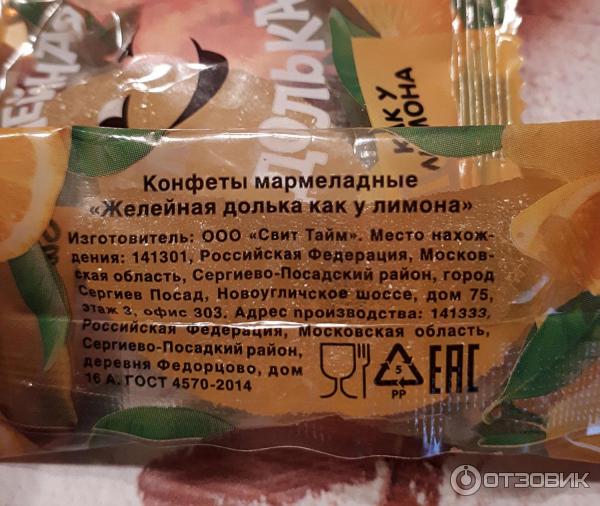 ДОЛЬКА
КАК У
ЛИМОНА
Конфеты мармеладные
«Желейная долька как у лимона»
Изготовитель: ООО «Свит Тайм». Место нахож-
дения: 141301, Российская Федерация, Москов-
ская область, Сергиево-Посадский район, город
Сергиев Посад, Новоугличское шоссе, дом 75,
этаж 3, офис 303. Адрес производства: 141333,
Российская Федерация, Московская область,
Сергиево-Посадкий район,
деревня Федорцово, дом
16 А. ГОСТ 4570-2014
5
PP
EAC
ОТЗОВИК